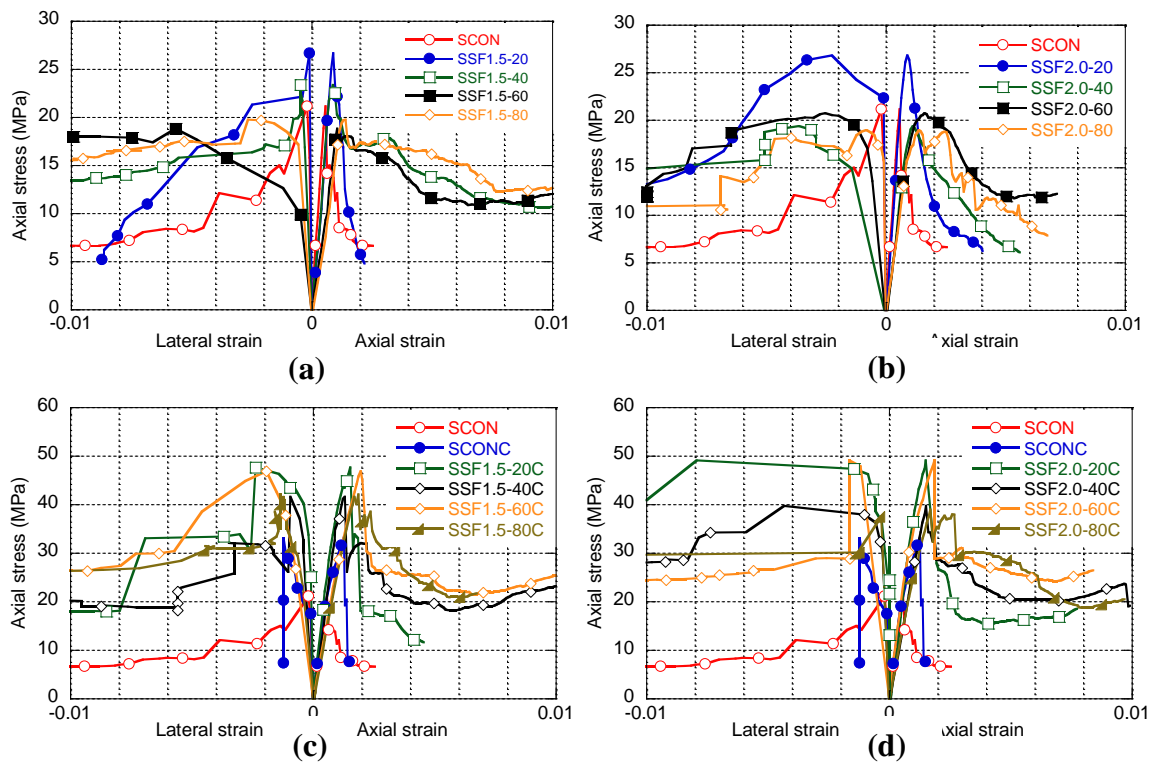 30
25
20
15
10
5
0
Axial stress (MPa)
SCON
SSF1.5-20
SSF1.5-40
SSF1.5-60
SSF1.5-80
-0.01
0
0.01
Lateral strain
Axial strain
(a)
30
25
20
15
10
5
0
Axial stress (MPa)
SCON
SSF2.0-20
SSF2.0-40
SSF2.0-60
SSF2.0-80
-0.01
0
0.01
Lateral strain
Axial strain
(b)
60
50
40
30
20
10
0
Axial stress (MPa)
SCON
SCONC
SSF1.5-20C
SSF1.5-40C
SSF1.5-60C
SSF1.5-80C
-0.01
0
0.01
Lateral strain
Axial strain
(c)
60
50
40
30
20
10
0
Axial stress (MPa)
SCON
SCONC
SSF2.0-20C
SSF2.0-40C
SSF2.0-60C
SSF2.0-80C
-0.01
0
0.01
Lateral strain
Axial strain
(d)